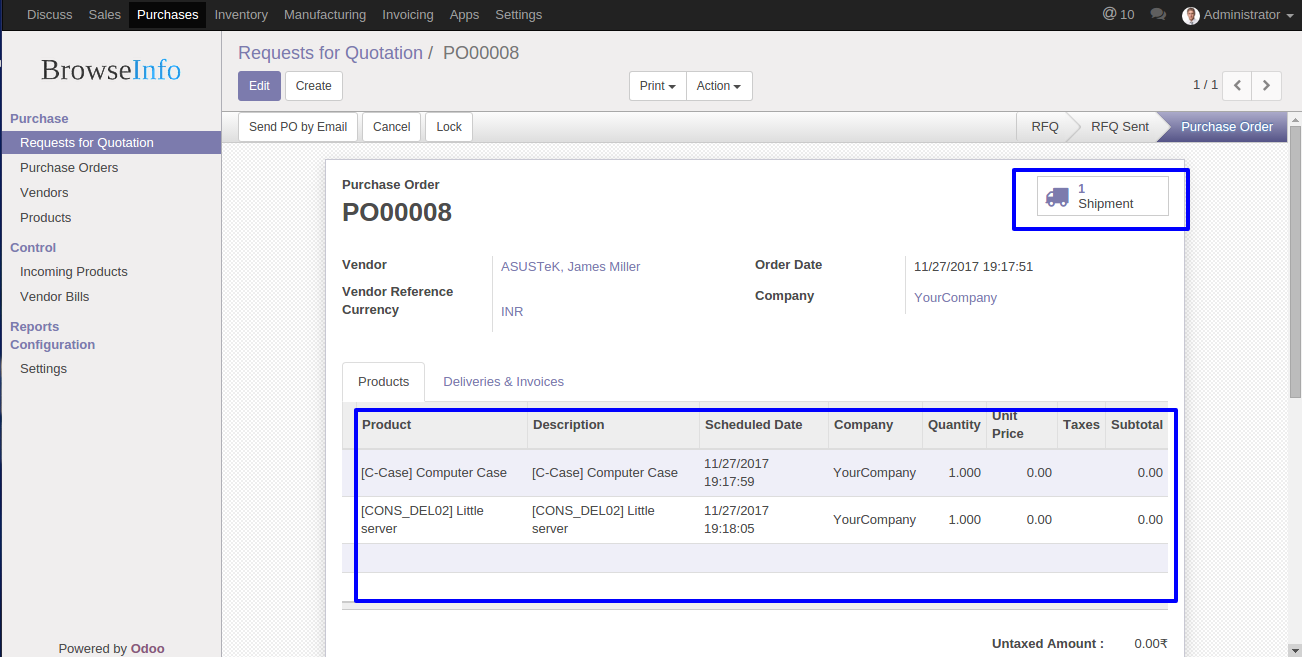 Discuss Sales Purchases Inventory Manufacturing Invoicing Apps Settings @ 10 Administrator
BrowseInfo
Purchase
Requests for Quotation
Purchase Orders
Vendors
Products
Control
Incoming Products
Vendor Bills
Reports
Configuration
Settings
Powered by Odoo
Requests for Quotation / PO00008
Edit Create Print Action 1 / 1
Send PO by Email Cancel Lock RFQ RFQ Sent Purchase Order
1
Shipment
Purchase Order
PO00008
Vendor ASUSTeK, James Miller
Vendor Reference
Currency INR
Order Date 11/27/2017 19:17:51
Company YourCompany
Products Deliveries & Invoices
Product Description Scheduled Date Company Quantity Unit Price Taxes Subtotal
[C-Case] Computer Case [C-Case] Computer Case 11/27/2017 19:17:59 YourCompany 1.000 0.00 0.00
[CONS_DEL02] Little server [CONS_DEL02] Little server 11/27/2017 19:18:05 YourCompany 1.000 0.00 0.00
Untaxed Amount : 0.00₹